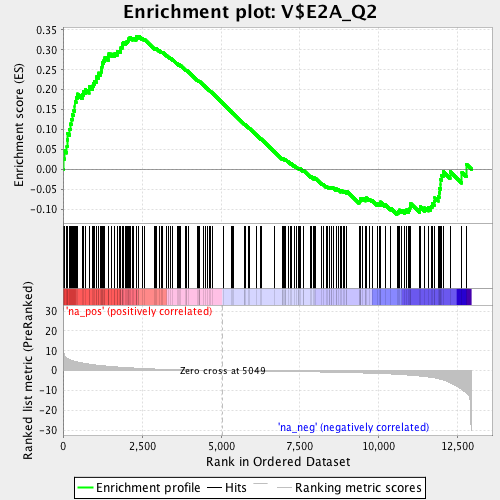 Enrichment plot: V$E2A_Q2
Enrichment score (ES)
0.35
0.30
0.25
0.20
0.15
0.10
0.05
0.00
-0.05
-0.10
'na_pos' (positively correlated)
Ranked list metric (PreRanked)
30
20
10
0
-10
-20
-30
Zero cross at 5049
'na_neg' (negatively correlated)
0
2,500
5,000
7,500
10,000
12,500
Rank in Ordered Dataset
Enrichment profile
Hits
Ranking metric scores